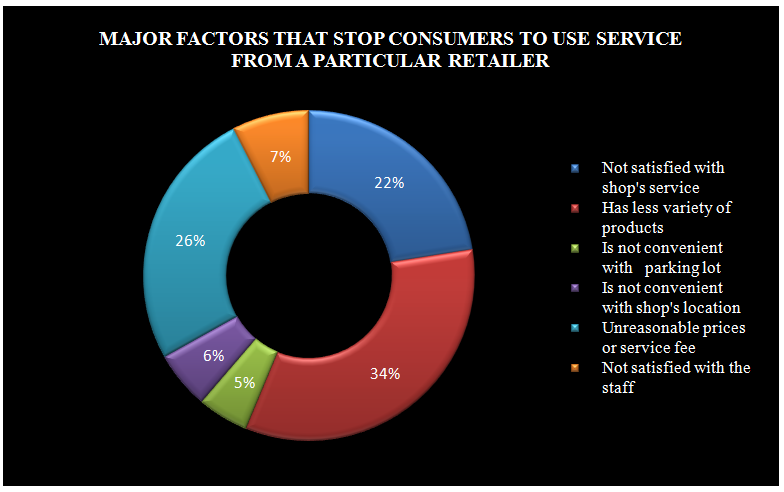 MAJOR FACTORS THAT STOP CONSUMERS TO USE SERVICE
FROM A PARTICULAR RETAILER
7%
22%
26%
6%
5%
34%
Not satisfied with
shop's service
Has less variety of
products
Is not convenient
with parking lot
Is not convenient
with shop's location
Unreasonable prices
or service fee
Not satisfied with the
staff